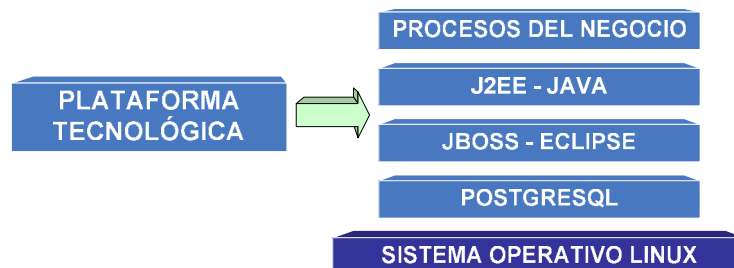 PLATAFORMA
TECNOLÓGICA
PROCESOS DEL NEGOCIO
J2EE - JAVA
JBOSS - ECLIPSE
POSTGRESQL
SISTEMA OPERATIVO LINUX